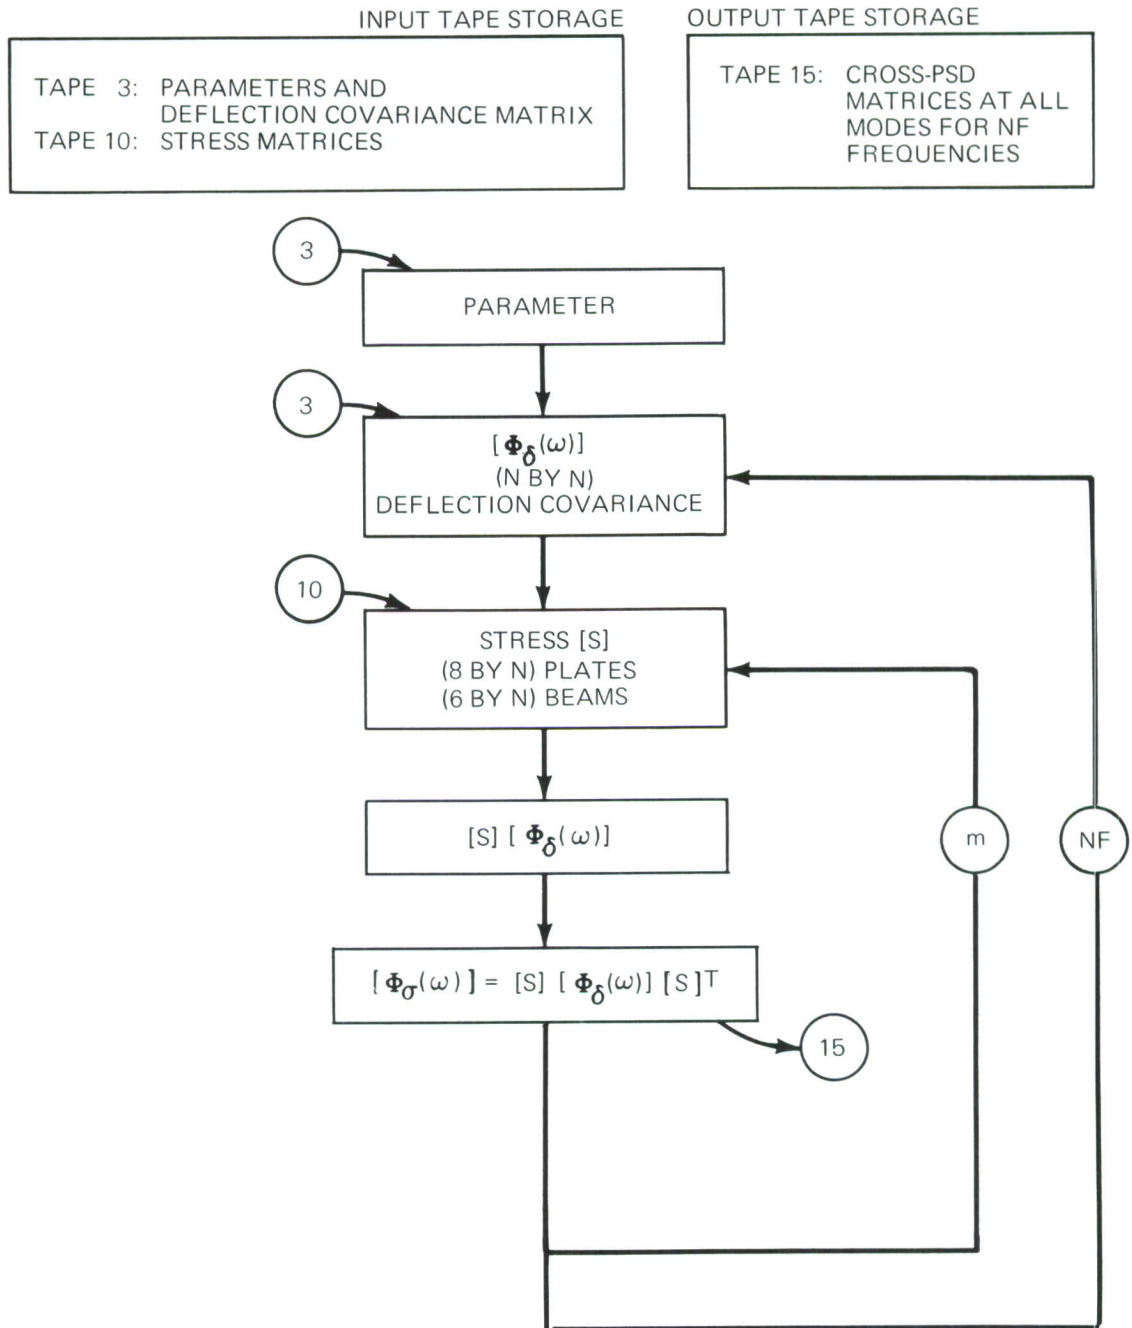 INPUT TAPE STORAGE
TAPE 3: PARAMETERS AND
DEFLECTION COVARIANCE MATRIX
TAPE 10: STRESS MATRICES
OUTPUT TAPE STORAGE
TAPE 15: CROSS-PSD
MATRICES AT ALL
MODES FOR NF
FREQUENCIES
3
PARAMETER
3
[Φδ(ω)]
(N BY N)
DEFLECTION COVARIANCE
10
STRESS [S]
(8 BY N) PLATES
(6 BY N) BEAMS
[S] [Φδ(ω)]
m
NF
[Φσ(ω)] = [S] [Φδ(ω)] [S]T
15